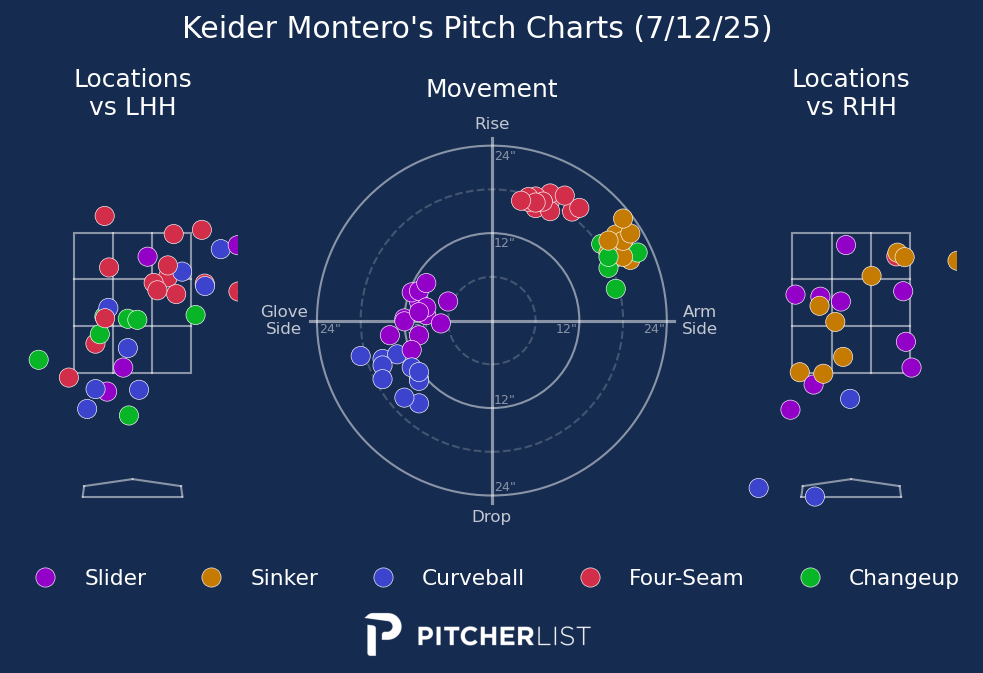 Keider Montero's Pitch Charts (7/12/25)
Locations
vs LHH
Movement
Locations
vs RHH
Rise
24"
12"
Glove
Side
24"
12"
24"
Arm
Side
12"
24"
Drop
Slider
Sinker
Curveball
Four-Seam
Changeup
PITCHERLIST